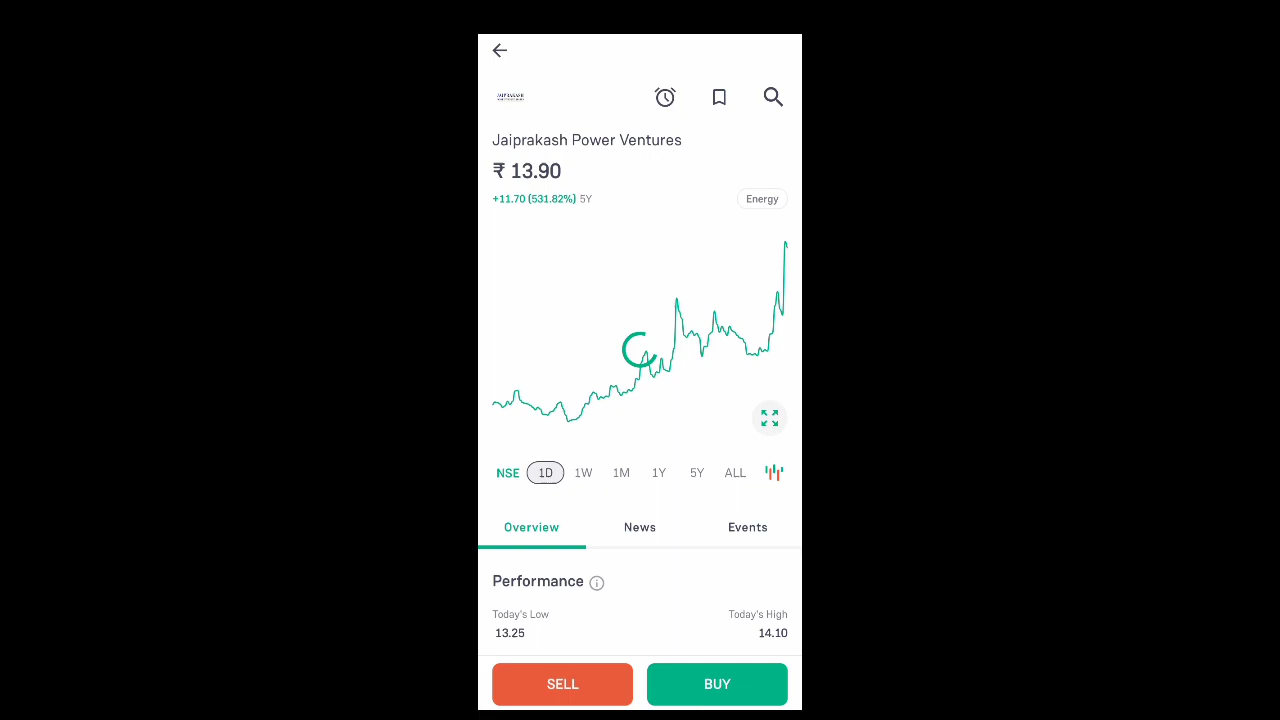 JAIPRAKASH
Jaiprakash Power Ventures
₹ 13.90
+11.70 (531.82%) 5Y
Energy
NSE 1D 1W 1M 1Y 5Y ALL
Overview News Events
Performance
Today's Low Today's High
13.25 14.10
SELL BUY